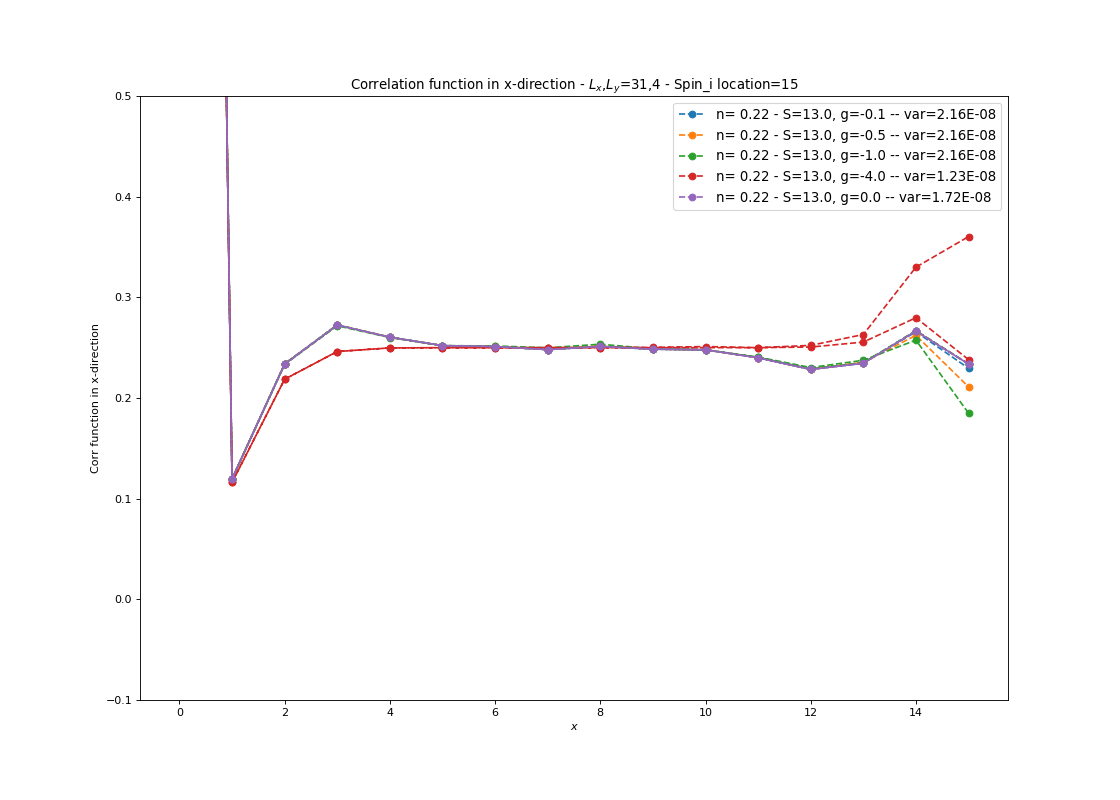 Correlation function in x-direction - Lx,Ly=31,4 - Spin_i location=15
n= 0.22 - S=13.0, g=-0.1 -- var=2.16E-08
n= 0.22 - S=13.0, g=-0.5 -- var=2.16E-08
n= 0.22 - S=13.0, g=-1.0 -- var=2.16E-08
n= 0.22 - S=13.0, g=-4.0 -- var=1.23E-08
n= 0.22 - S=13.0, g=0.0 -- var=1.72E-08
Corr function in x-direction
0.5
0.4
0.3
0.2
0.1
0.0
−0.1
0 2 4 6 8 10 12 14
x